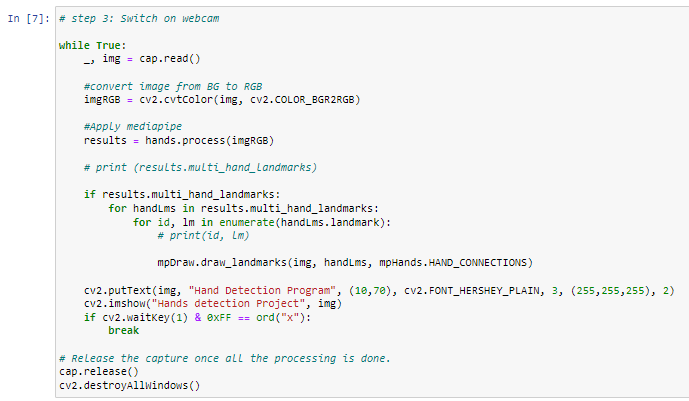 In [7]: # step 3: Switch on webcam
while True:
    _, img = cap.read()
    #convert image from BG to RGB
    imgRGB = cv2.cvtColor(img, cv2.COLOR_BGR2RGB)
    #Apply mediapipe
    results = hands.process(imgRGB)
    # print (results.multi_hand_landmarks)
    if results.multi_hand_landmarks:
        for handLms in results.multi_hand_landmarks:
            for id, lm in enumerate(handLms.landmark):
                # print(id, lm)
                mpDraw.draw_landmarks(img, handLms, mpHands.HAND_CONNECTIONS)
    cv2.putText(img, "Hand Detection Program", (10,70), cv2.FONT_HERSHEY_PLAIN, 3, (255,255,255), 2)
    cv2.imshow("Hands detection Project", img)
    if cv2.waitKey(1) & 0xFF == ord("x"):
        break
# Release the capture once all the processing is done.
cap.release()
cv2.destroyAllWindows()